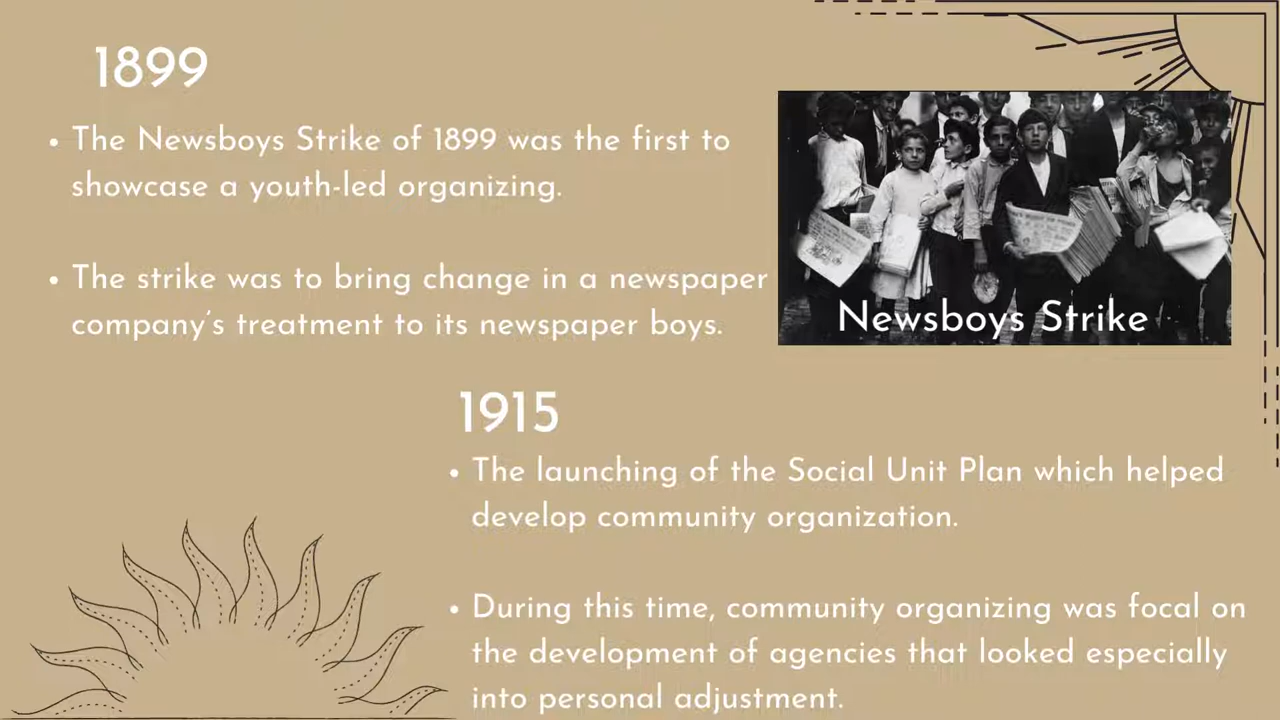 1899
• The Newsboys Strike of 1899 was the first to
showcase a youth-led organizing.
• The strike was to bring change in a newspaper
company's treatment to its newspaper boys.
Newsboys Strike
1915
• The launching of the Social Unit Plan which helped
develop community organization.
• During this time, community organizing was focal on
the development of agencies that looked especially
into personal adjustment.